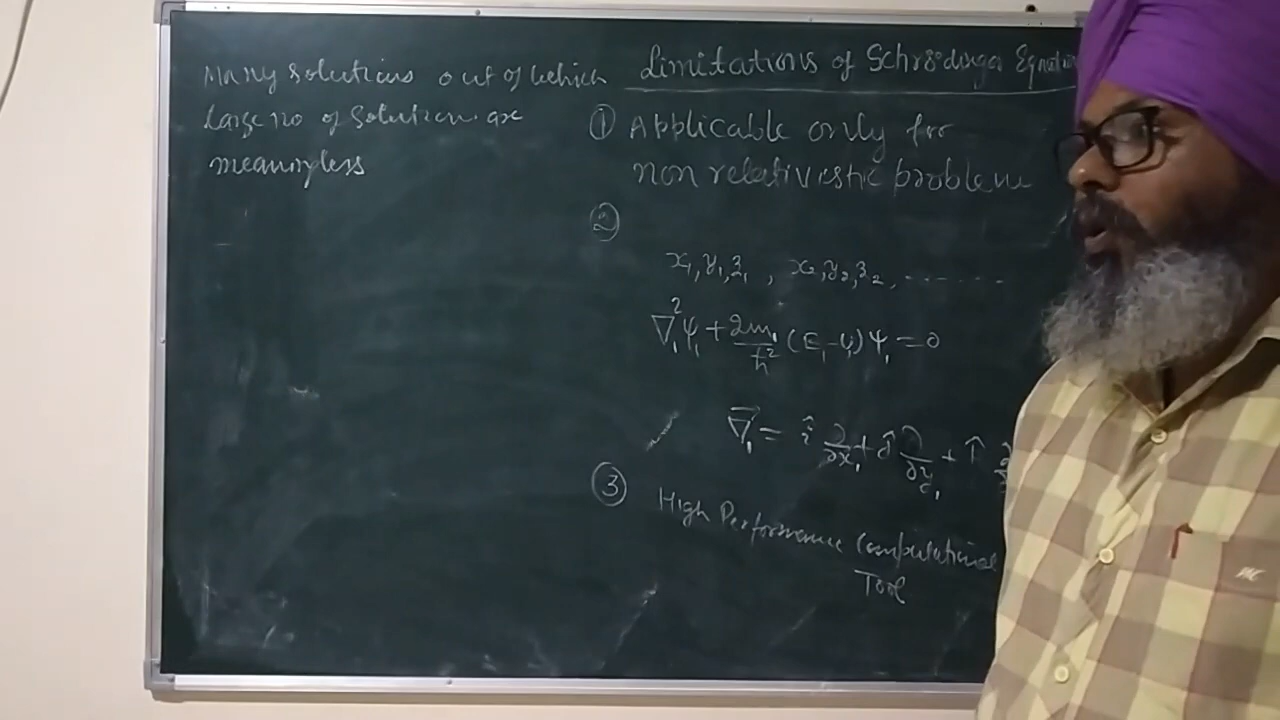 Many solutions out of which
large no of solution are
meaningless
Limitations of Schrödinger Equation
① Applicable only for
non relativistic problem
②
x₁, y₁, z₁ , x₂, y₂, z₂, .......
∇₁²ψ₁ + 2m₁/ħ² (E₁ - V₁) ψ₁ = 0
∇⃗₁ = î ∂/∂x₁ + ĵ ∂/∂y₁ +
③ High Performance Computational
Tool